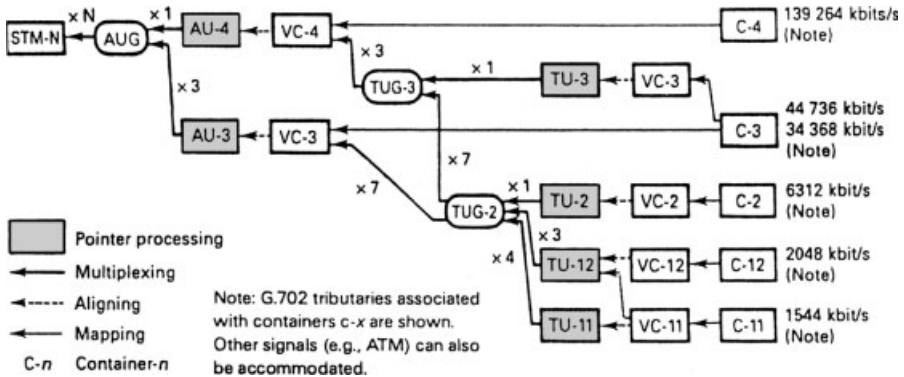 STM-N
× N
AUG
× 1
AU-4
VC-4
C-4
139 264 kbits/s
(Note)
× 3
TUG-3
× 1
TU-3
VC-3
× 3
AU-3
VC-3
C-3
44 736 kbit/s
34 368 kbit/s
(Note)
× 7
× 7
TUG-2
× 1
TU-2
VC-2
C-2
6312 kbit/s
(Note)
× 3
TU-12
VC-12
C-12
2048 kbit/s
(Note)
× 4
TU-11
VC-11
C-11
1544 kbit/s
(Note)
Pointer processing
Multiplexing
Aligning
Mapping
C-n Container-n
Note: G.702 tributaries associated
with containers c-x are shown.
Other signals (e.g., ATM) can also
be accommodated.